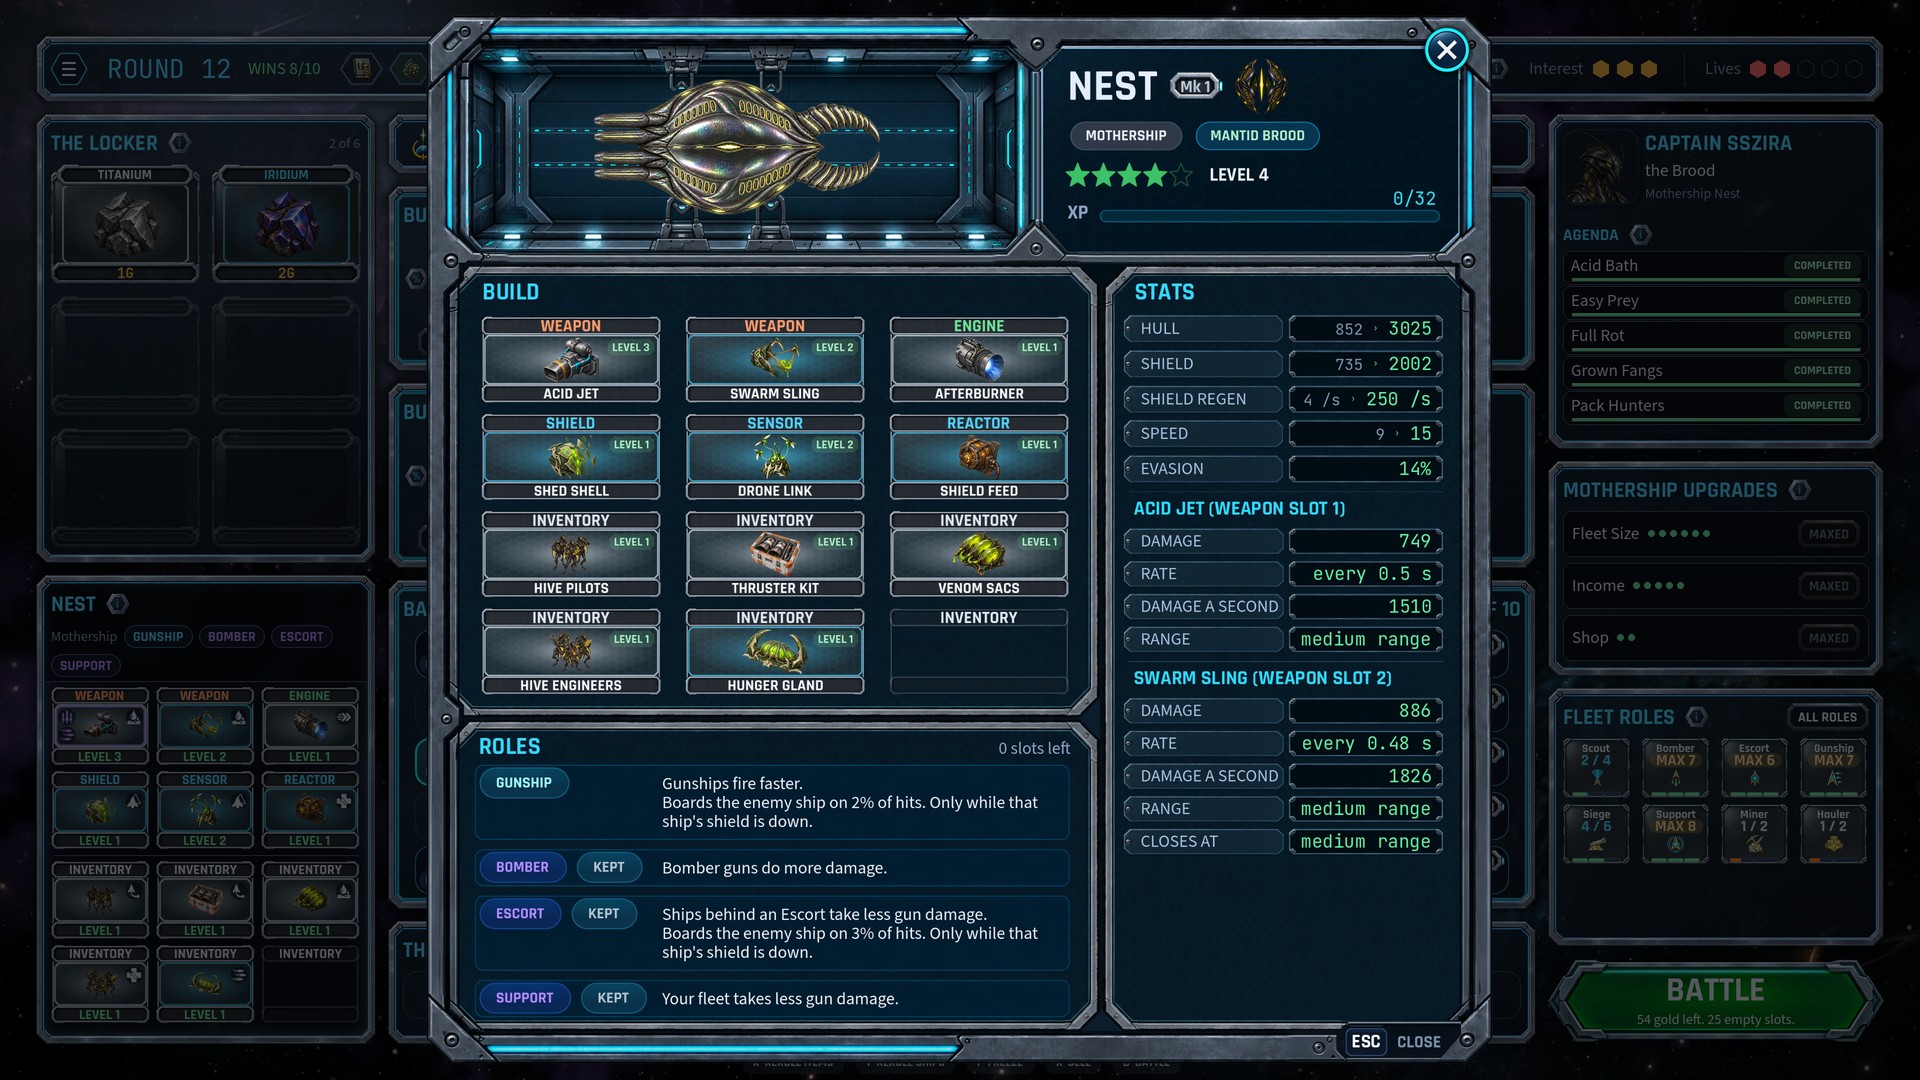 ROUND 12
WINS 8/10
Interest
Lives
THE LOCKER
2 of 6
TITANIUM
1G
IRIDIUM
2G
NEST
Mothership
GUNSHIP
BOMBER
ESCORT
SUPPORT
WEAPON
WEAPON
ENGINE
LEVEL 3
LEVEL 2
LEVEL 1
SHIELD
SENSOR
REACTOR
LEVEL 1
LEVEL 2
LEVEL 1
INVENTORY
INVENTORY
INVENTORY
LEVEL 1
LEVEL 1
LEVEL 1
INVENTORY
INVENTORY
INVENTORY
LEVEL 1
LEVEL 1
BU
BU
BA
TH
NEST
Mk 1
MOTHERSHIP
MANTID BROOD
LEVEL 4
XP
0/32
BUILD
WEAPON
LEVEL 3
ACID JET
WEAPON
LEVEL 2
SWARM SLING
ENGINE
LEVEL 1
AFTERBURNER
SHIELD
LEVEL 1
SHED SHELL
SENSOR
LEVEL 2
DRONE LINK
REACTOR
LEVEL 1
SHIELD FEED
INVENTORY
LEVEL 1
HIVE PILOTS
INVENTORY
LEVEL 1
THRUSTER KIT
INVENTORY
LEVEL 1
VENOM SACS
INVENTORY
LEVEL 1
HIVE ENGINEERS
INVENTORY
LEVEL 1
HUNGER GLAND
INVENTORY
ROLES
0 slots left
GUNSHIP
Gunships fire faster.
Boards the enemy ship on 2% of hits. Only while that
ship's shield is down.
BOMBER
KEPT
Bomber guns do more damage.
ESCORT
KEPT
Ships behind an Escort take less gun damage.
Boards the enemy ship on 3% of hits. Only while that
ship's shield is down.
SUPPORT
KEPT
Your fleet takes less gun damage.
STATS
HULL
852 › 3025
SHIELD
735 › 2002
SHIELD REGEN
4 /s › 250 /s
SPEED
9 › 15
EVASION
14%
ACID JET (WEAPON SLOT 1)
DAMAGE
749
RATE
every 0.5 s
DAMAGE A SECOND
1510
RANGE
medium range
SWARM SLING (WEAPON SLOT 2)
DAMAGE
886
RATE
every 0.48 s
DAMAGE A SECOND
1826
RANGE
medium range
CLOSES AT
medium range
ESC CLOSE
F 10
CAPTAIN SSZIRA
the Brood
Mothership Nest
AGENDA
Acid Bath
COMPLETED
Easy Prey
COMPLETED
Full Rot
COMPLETED
Grown Fangs
COMPLETED
Pack Hunters
COMPLETED
MOTHERSHIP UPGRADES
Fleet Size
MAXED
Income
MAXED
Shop
MAXED
FLEET ROLES
ALL ROLES
Scout
2 / 4
Bomber
MAX 7
Escort
MAX 6
Gunship
MAX 7
Siege
4 / 6
Support
MAX 8
Miner
1 / 2
Hauler
1 / 2
BATTLE
54 gold left. 25 empty slots.